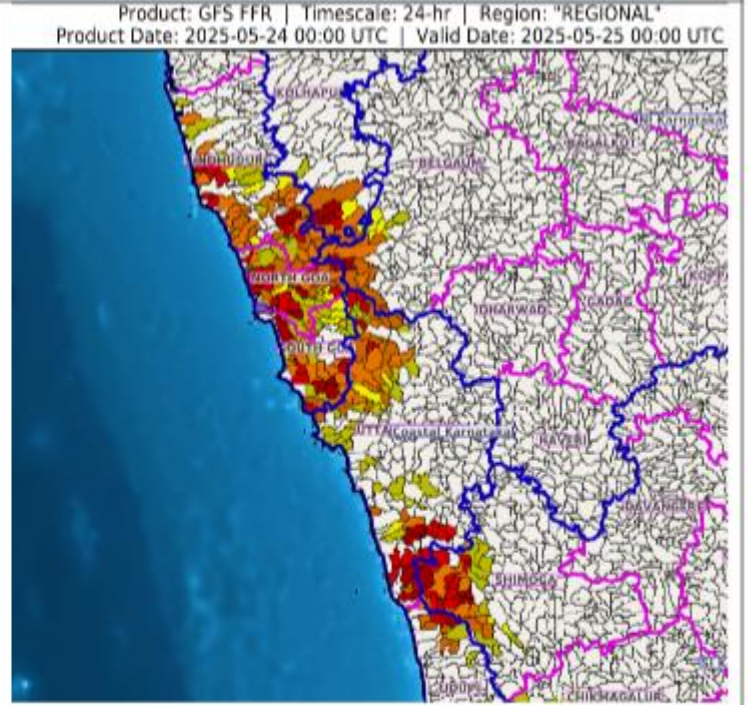 Product: GFS FFR | Timescale: 24-hr | Region: "REGIONAL"
Product Date: 2025-05-24 00:00 UTC | Valid Date: 2025-05-25 00:00 UTC
KOLHAPUR
BAGALKOT
BELGAUM
NORTH GOA
DHARWAD
GADAG
Coastal Karnataka
HAVERI
DAVANGERE
SHIMOGA
UDUPI
CHIKMAGALUR